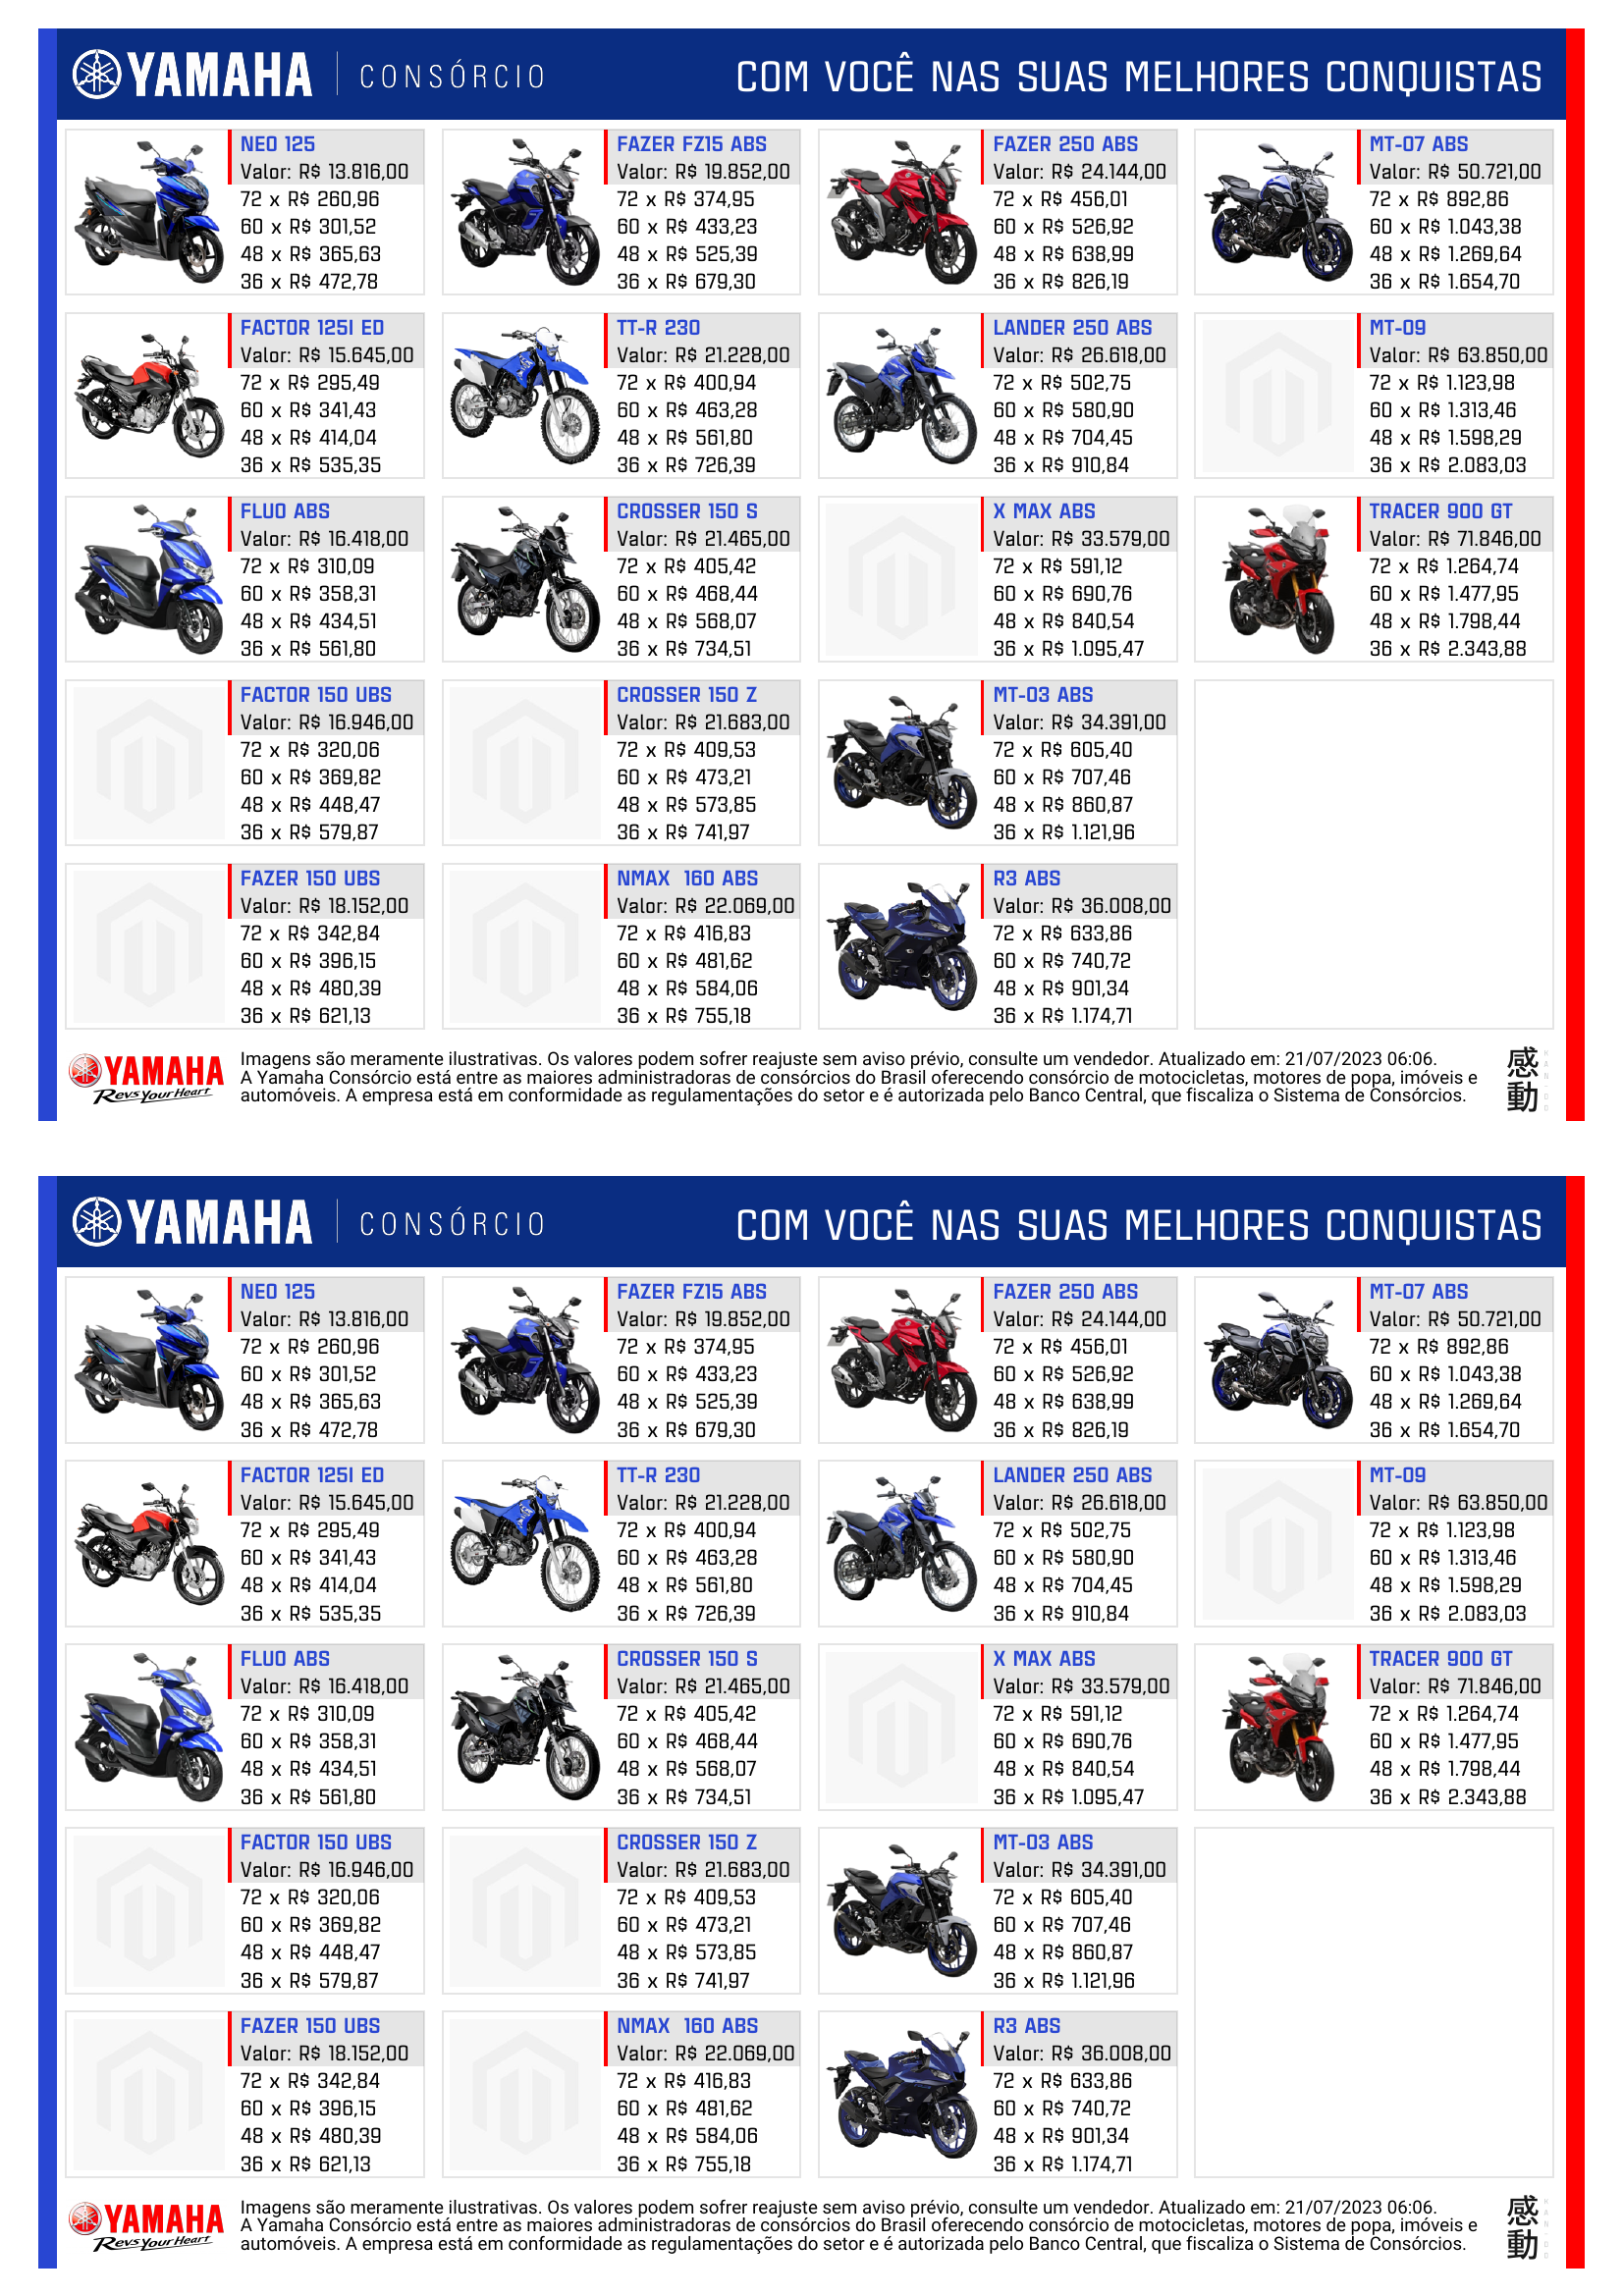 YAMAHA CONSÓRCIO COM VOCÊ NAS SUAS MELHORES CONQUISTAS
NEO 125
Valor: R$ 13.816,00
72 x R$ 260,96
60 x R$ 301,52
48 x R$ 365,63
36 x R$ 472,78
FAZER FZ15 ABS
Valor: R$ 19.852,00
72 x R$ 374,95
60 x R$ 433,23
48 x R$ 525,39
36 x R$ 679,30
FAZER 250 ABS
Valor: R$ 24.144,00
72 x R$ 456,01
60 x R$ 526,92
48 x R$ 638,99
36 x R$ 826,19
MT-07 ABS
Valor: R$ 50.721,00
72 x R$ 892,86
60 x R$ 1.043,38
48 x R$ 1.269,64
36 x R$ 1.654,70
FACTOR 125I ED
Valor: R$ 15.645,00
72 x R$ 295,49
60 x R$ 341,43
48 x R$ 414,04
36 x R$ 535,35
TT-R 230
Valor: R$ 21.228,00
72 x R$ 400,94
60 x R$ 463,28
48 x R$ 561,80
36 x R$ 726,39
LANDER 250 ABS
Valor: R$ 26.618,00
72 x R$ 502,75
60 x R$ 580,90
48 x R$ 704,45
36 x R$ 910,84
MT-09
Valor: R$ 63.850,00
72 x R$ 1.123,98
60 x R$ 1.313,46
48 x R$ 1.598,29
36 x R$ 2.083,03
FLUO ABS
Valor: R$ 16.418,00
72 x R$ 310,09
60 x R$ 358,31
48 x R$ 434,51
36 x R$ 561,80
CROSSER 150 S
Valor: R$ 21.465,00
72 x R$ 405,42
60 x R$ 468,44
48 x R$ 568,07
36 x R$ 734,51
X MAX ABS
Valor: R$ 33.579,00
72 x R$ 591,12
60 x R$ 690,76
48 x R$ 840,54
36 x R$ 1.095,47
TRACER 900 GT
Valor: R$ 71.846,00
72 x R$ 1.264,74
60 x R$ 1.477,95
48 x R$ 1.798,44
36 x R$ 2.343,88
FACTOR 150 UBS
Valor: R$ 16.946,00
72 x R$ 320,06
60 x R$ 369,82
48 x R$ 448,47
36 x R$ 579,87
CROSSER 150 Z
Valor: R$ 21.683,00
72 x R$ 409,53
60 x R$ 473,21
48 x R$ 573,85
36 x R$ 741,97
MT-03 ABS
Valor: R$ 34.391,00
72 x R$ 605,40
60 x R$ 707,46
48 x R$ 860,87
36 x R$ 1.121,96
FAZER 150 UBS
Valor: R$ 18.152,00
72 x R$ 342,84
60 x R$ 396,15
48 x R$ 480,39
36 x R$ 621,13
NMAX 160 ABS
Valor: R$ 22.069,00
72 x R$ 416,83
60 x R$ 481,62
48 x R$ 584,06
36 x R$ 755,18
R3 ABS
Valor: R$ 36.008,00
72 x R$ 633,86
60 x R$ 740,72
48 x R$ 901,34
36 x R$ 1.174,71
YAMAHA
Revs Your Heart
Imagens são meramente ilustrativas. Os valores podem sofrer reajuste sem aviso prévio, consulte um vendedor. Atualizado em: 21/07/2023 06:06.
A Yamaha Consórcio está entre as maiores administradoras de consórcios do Brasil oferecendo consórcio de motocicletas, motores de popa, imóveis e
automóveis. A empresa está em conformidade as regulamentações do setor e é autorizada pelo Banco Central, que fiscaliza o Sistema de Consórcios.
感動
YAMAHA CONSÓRCIO COM VOCÊ NAS SUAS MELHORES CONQUISTAS
NEO 125
Valor: R$ 13.816,00
72 x R$ 260,96
60 x R$ 301,52
48 x R$ 365,63
36 x R$ 472,78
FAZER FZ15 ABS
Valor: R$ 19.852,00
72 x R$ 374,95
60 x R$ 433,23
48 x R$ 525,39
36 x R$ 679,30
FAZER 250 ABS
Valor: R$ 24.144,00
72 x R$ 456,01
60 x R$ 526,92
48 x R$ 638,99
36 x R$ 826,19
MT-07 ABS
Valor: R$ 50.721,00
72 x R$ 892,86
60 x R$ 1.043,38
48 x R$ 1.269,64
36 x R$ 1.654,70
FACTOR 125I ED
Valor: R$ 15.645,00
72 x R$ 295,49
60 x R$ 341,43
48 x R$ 414,04
36 x R$ 535,35
TT-R 230
Valor: R$ 21.228,00
72 x R$ 400,94
60 x R$ 463,28
48 x R$ 561,80
36 x R$ 726,39
LANDER 250 ABS
Valor: R$ 26.618,00
72 x R$ 502,75
60 x R$ 580,90
48 x R$ 704,45
36 x R$ 910,84
MT-09
Valor: R$ 63.850,00
72 x R$ 1.123,98
60 x R$ 1.313,46
48 x R$ 1.598,29
36 x R$ 2.083,03
FLUO ABS
Valor: R$ 16.418,00
72 x R$ 310,09
60 x R$ 358,31
48 x R$ 434,51
36 x R$ 561,80
CROSSER 150 S
Valor: R$ 21.465,00
72 x R$ 405,42
60 x R$ 468,44
48 x R$ 568,07
36 x R$ 734,51
X MAX ABS
Valor: R$ 33.579,00
72 x R$ 591,12
60 x R$ 690,76
48 x R$ 840,54
36 x R$ 1.095,47
TRACER 900 GT
Valor: R$ 71.846,00
72 x R$ 1.264,74
60 x R$ 1.477,95
48 x R$ 1.798,44
36 x R$ 2.343,88
FACTOR 150 UBS
Valor: R$ 16.946,00
72 x R$ 320,06
60 x R$ 369,82
48 x R$ 448,47
36 x R$ 579,87
CROSSER 150 Z
Valor: R$ 21.683,00
72 x R$ 409,53
60 x R$ 473,21
48 x R$ 573,85
36 x R$ 741,97
MT-03 ABS
Valor: R$ 34.391,00
72 x R$ 605,40
60 x R$ 707,46
48 x R$ 860,87
36 x R$ 1.121,96
FAZER 150 UBS
Valor: R$ 18.152,00
72 x R$ 342,84
60 x R$ 396,15
48 x R$ 480,39
36 x R$ 621,13
NMAX 160 ABS
Valor: R$ 22.069,00
72 x R$ 416,83
60 x R$ 481,62
48 x R$ 584,06
36 x R$ 755,18
R3 ABS
Valor: R$ 36.008,00
72 x R$ 633,86
60 x R$ 740,72
48 x R$ 901,34
36 x R$ 1.174,71
YAMAHA
Revs Your Heart
Imagens são meramente ilustrativas. Os valores podem sofrer reajuste sem aviso prévio, consulte um vendedor. Atualizado em: 21/07/2023 06:06.
A Yamaha Consórcio está entre as maiores administradoras de consórcios do Brasil oferecendo consórcio de motocicletas, motores de popa, imóveis e
automóveis. A empresa está em conformidade as regulamentações do setor e é autorizada pelo Banco Central, que fiscaliza o Sistema de Consórcios.
感動